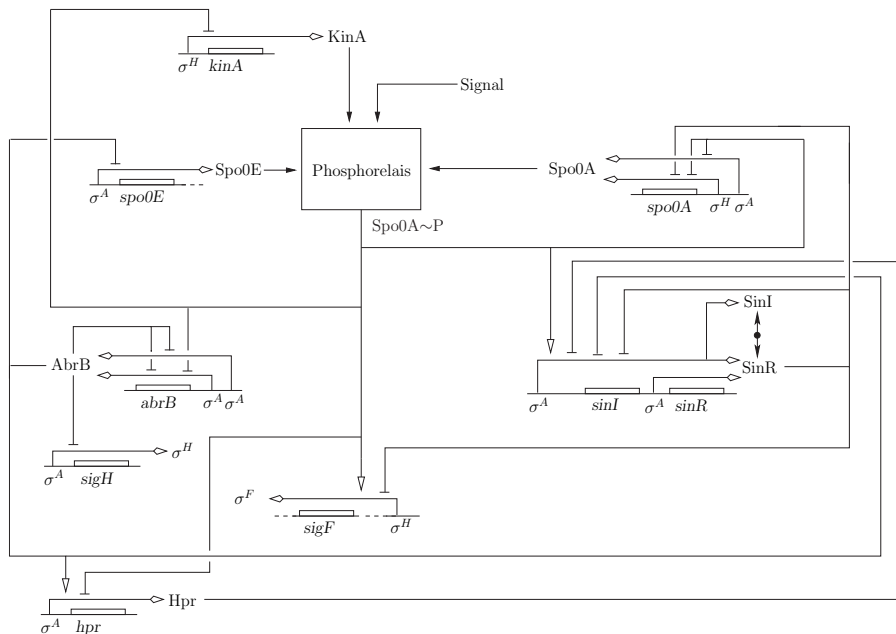 KinA
σ^H kinA
Signal
Spo0E
Phosphorelais
Spo0A
σ^A spo0E
spo0A σ^H σ^A
Spo0A~P
SinI
AbrB
SinR
abrB σ^A σ^A
σ^A sinI σ^A sinR
σ^H
σ^A sigH
σ^F
sigF σ^H
Hpr
σ^A hpr